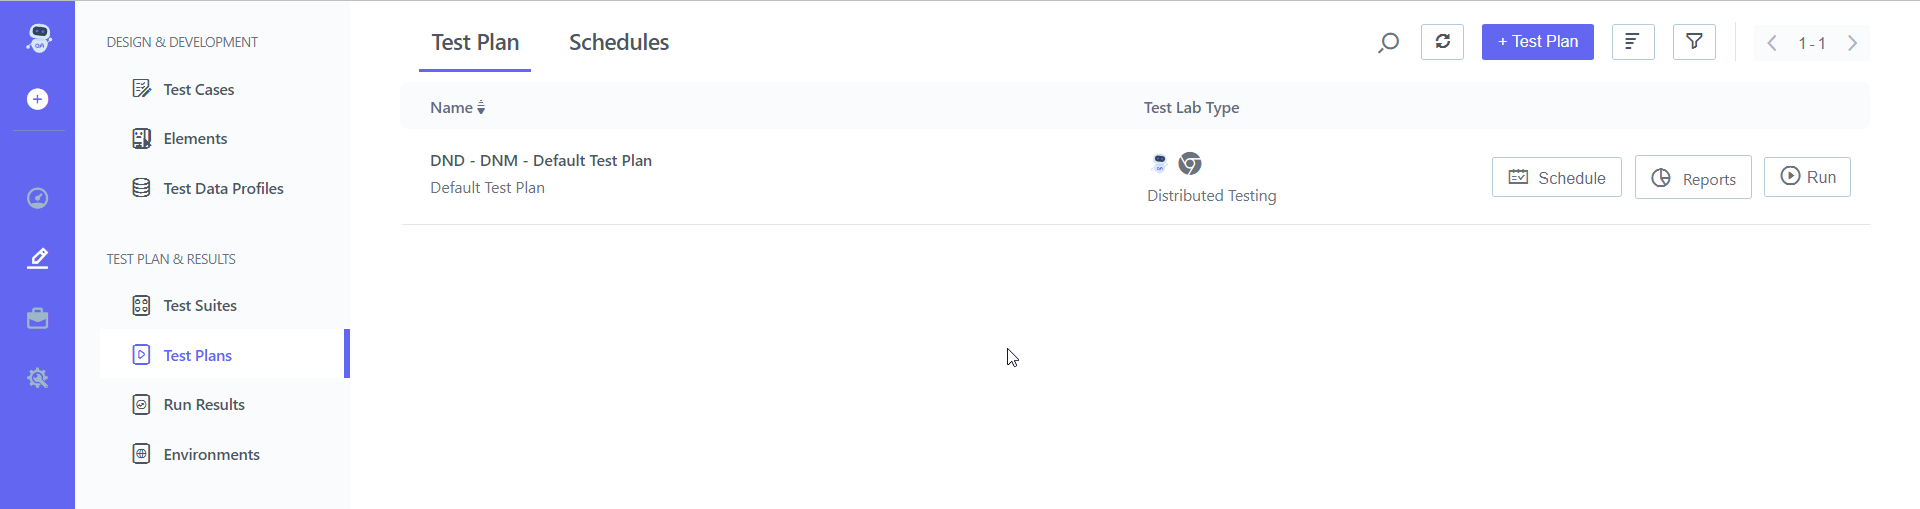 DESIGN & DEVELOPMENT
Test Cases
Elements
Test Data Profiles
TEST PLAN & RESULTS
Test Suites
Test Plans
Run Results
Environments
Test Plan
Schedules
+ Test Plan
1 - 1
Name
Test Lab Type
DND - DNM - Default Test Plan
Default Test Plan
Distributed Testing
Schedule
Reports
Run